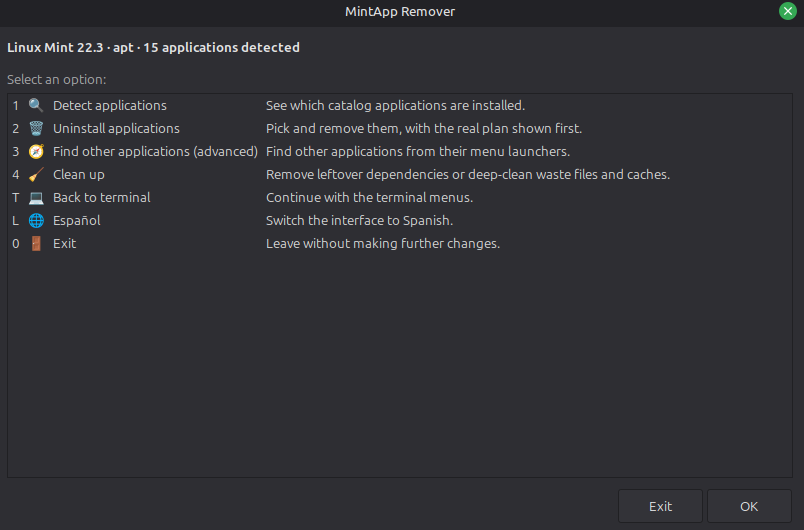 MintApp Remover
Linux Mint 22.3 · apt · 15 applications detected
Select an option:
1 Detect applications See which catalog applications are installed.
2 Uninstall applications Pick and remove them, with the real plan shown first.
3 Find other applications (advanced) Find other applications from their menu launchers.
4 Clean up Remove leftover dependencies or deep-clean waste files and caches.
T Back to terminal Continue with the terminal menus.
L Español Switch the interface to Spanish.
0 Exit Leave without making further changes.
Exit OK